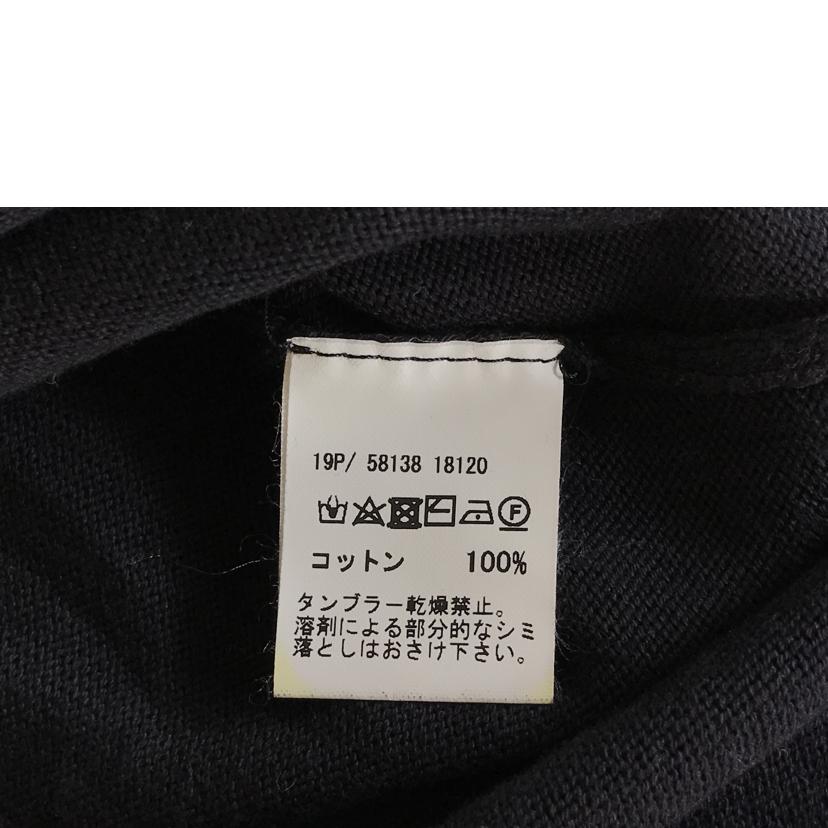 19P/ 58138 18120
F
コットン 100%
タンブラー乾燥禁止。
溶剤による部分的なシミ
落としはおさけ下さい。